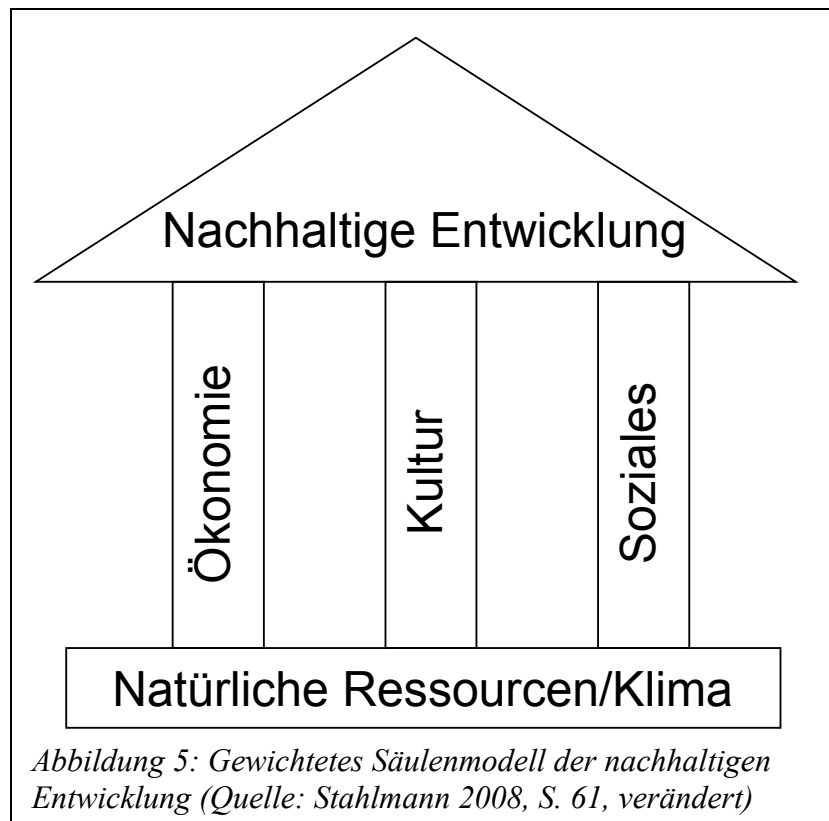 Nachhaltige Entwicklung
Ökonomie
Kultur
Soziales
Natürliche Ressourcen/Klima
Abbildung 5: Gewichtetes Säulenmodell der nachhaltigen
Entwicklung (Quelle: Stahlmann 2008, S. 61, verändert)